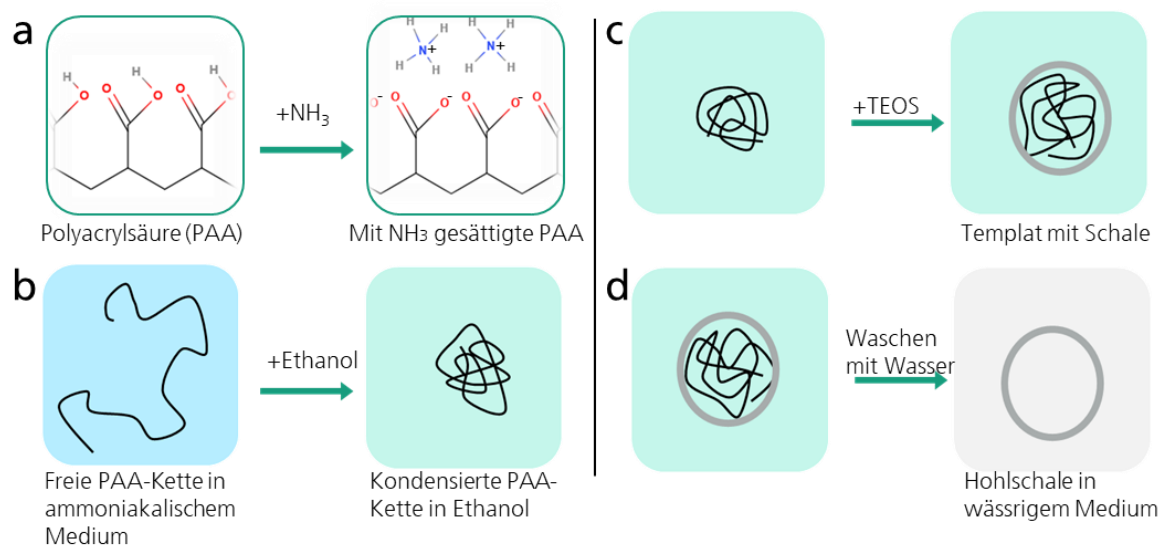 a
H
H
H
O
O
O
O
O
+NH₃
H
H
H
H
N+
N+
H
H
H
H
O-
O
O-
O
O-
O
Polyacrylsäure (PAA)
Mit NH₃ gesättigte PAA
b
+Ethanol
Freie PAA-Kette in
ammoniakalischem
Medium
Kondensierte PAA-
Kette in Ethanol
c
+TEOS
Templat mit Schale
d
Waschen
mit Wasser
Hohlschale in
wässrigem Medium